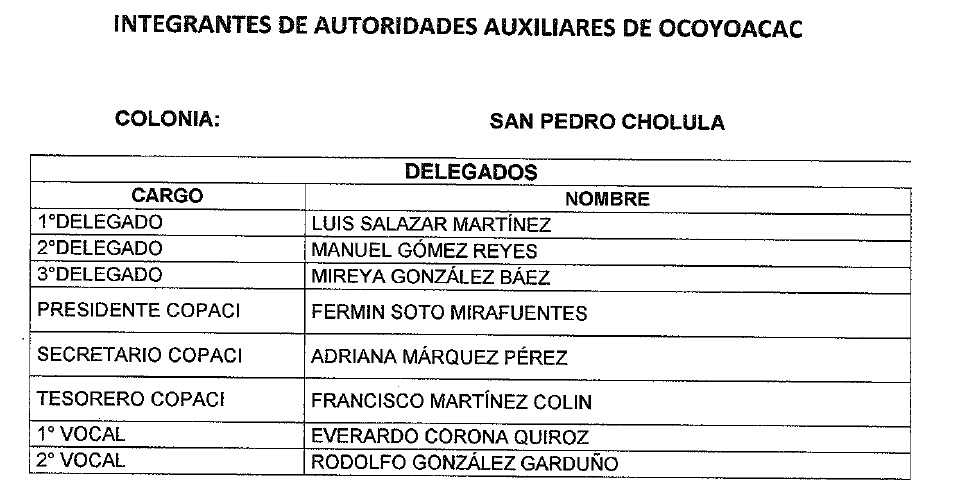 INTEGRANTES DE AUTORIDADES AUXILIARES DE OCOYOACAC
COLONIA: SAN PEDRO CHOLULA
DELEGADOS
CARGO NOMBRE
1°DELEGADO LUIS SALAZAR MARTÍNEZ
2°DELEGADO MANUEL GÓMEZ REYES
3°DELEGADO MIREYA GONZÁLEZ BÁEZ
PRESIDENTE COPACI FERMIN SOTO MIRAFUENTES
SECRETARIO COPACI ADRIANA MÁRQUEZ PÉREZ
TESORERO COPACI FRANCISCO MARTÍNEZ COLIN
1° VOCAL EVERARDO CORONA QUIROZ
2° VOCAL RODOLFO GONZÁLEZ GARDUÑO